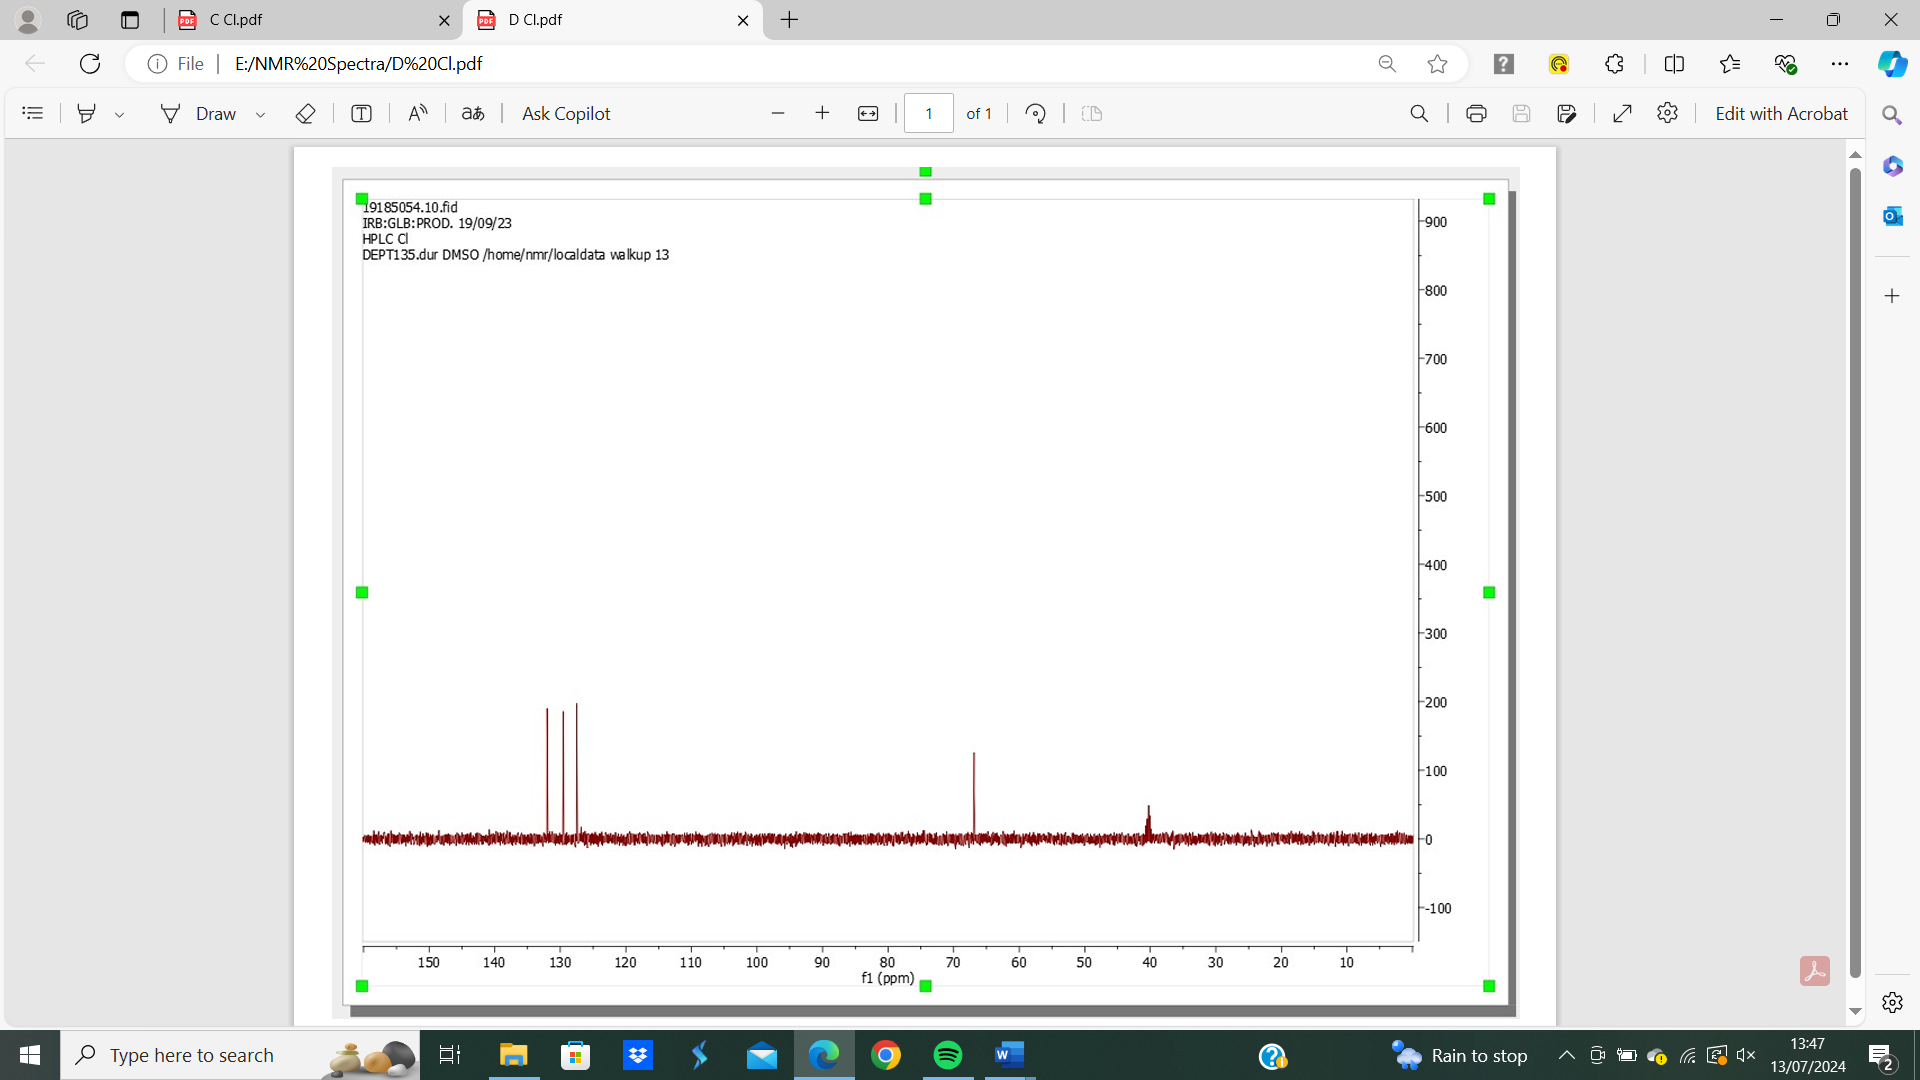 C Cl.pdf
D Cl.pdf
File
E:/NMR%20Spectra/D%20Cl.pdf
Draw
Ask Copilot
1
of 1
Edit with Acrobat
19185054.10.fid
IRB:GLB:PROD. 19/09/23
HPLC Cl
DEPT135.dur DMSO /home/nmr/localdata walkup 13
900
800
700
600
500
400
300
200
100
0
-100
150
140
130
120
110
100
90
80
70
60
50
40
30
20
10
f1 (ppm)
Type here to search
Rain to stop
13:47
13/07/2024
2